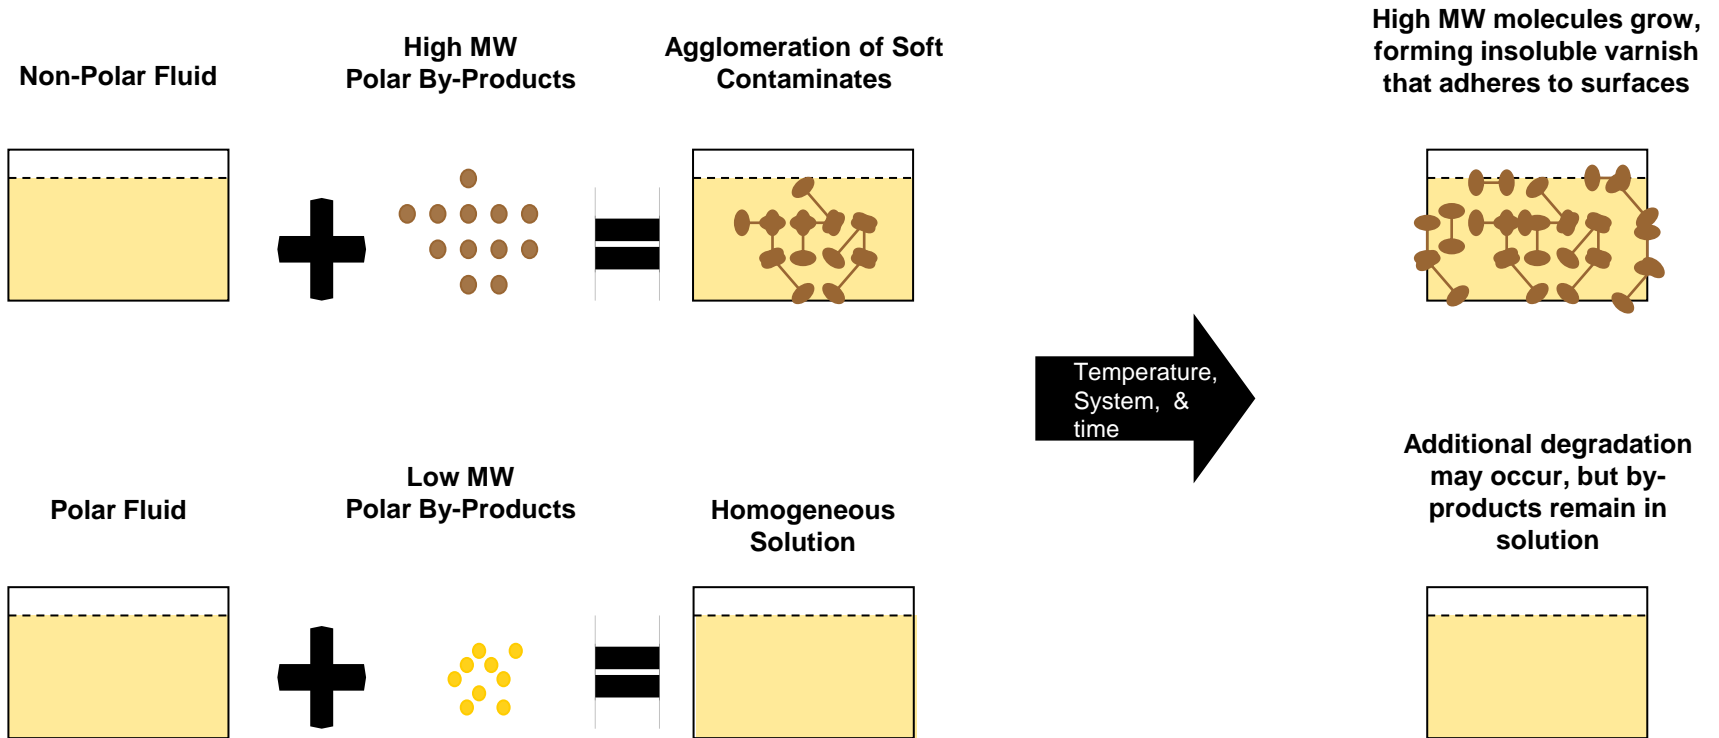 Non-Polar Fluid
High MW
Polar By-Products
Agglomeration of Soft
Contaminates
High MW molecules grow,
forming insoluble varnish
that adheres to surfaces
Temperature,
System, &
time
Polar Fluid
Low MW
Polar By-Products
Homogeneous
Solution
Additional degradation
may occur, but by-
products remain in
solution